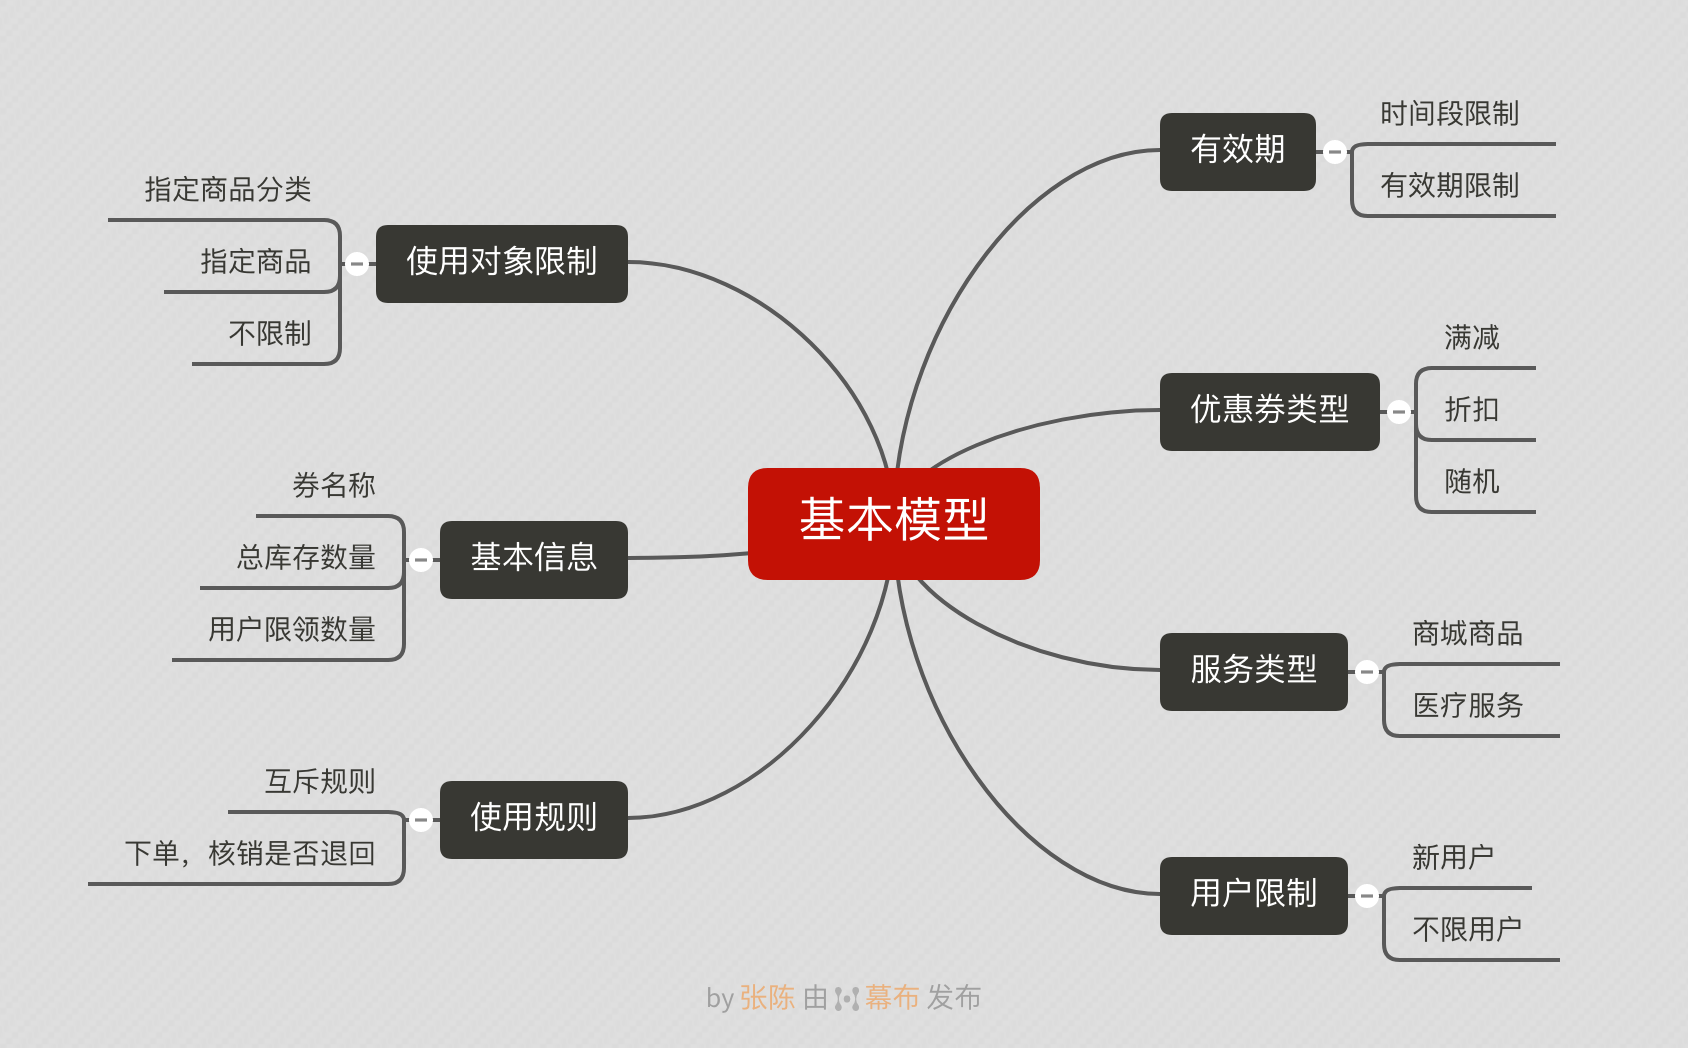 基本模型
有效期
时间段限制
有效期限制
优惠券类型
满减
折扣
随机
服务类型
商城商品
医疗服务
用户限制
新用户
不限用户
使用对象限制
指定商品分类
指定商品
不限制
基本信息
券名称
总库存数量
用户限领数量
使用规则
互斥规则
下单，核销是否退回
by 张陈 由 幕布 发布